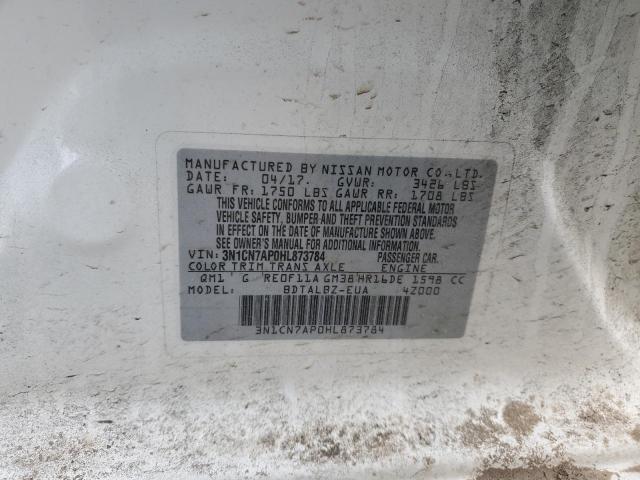 MANUFACTURED BY NISSAN MOTOR CO., LTD.
DATE: 04/17. GVWR: 3426 LBS
GAWR FR: 1750 LBS GAWR RR: 1708 LBS
THIS VEHICLE CONFORMS TO ALL APPLICABLE FEDERAL MOTOR
VEHICLE SAFETY, BUMPER-AND THEFT PREVENTION STANDARDS
IN EFFECT ON THE DATE OF MANUFACTURE SHOWN ABOVE.
SEE OWNER'S MANUAL FOR ADDITIONAL INFORMATION.
VIN: 3N1CN7AP0HL873784 PASSENGER CAR.
COLOR TRIM TRANS AXLE ENGINE
QM1 G RE0F11A GM38 HR16DE 1598 CC
MODEL: BDTALBZ-EUA 4Z000
3N1CN7AP0HL873784